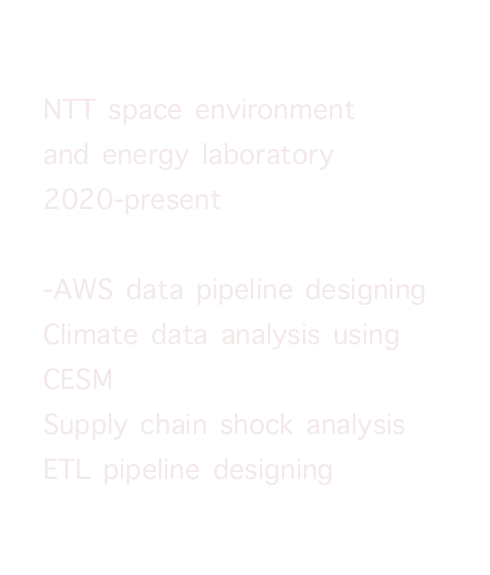 NTT space environment
and energy laboratory
2020-present
-AWS data pipeline designing
Climate data analysis using
CESM
Supply chain shock analysis
ETL pipeline designing